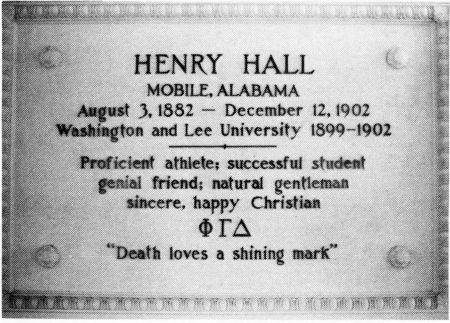 HENRY HALL
MOBILE, ALABAMA
August 3, 1882 — December 12, 1902
Washington and Lee University 1899–1902
Proficient athlete; successful student
genial friend; natural gentleman
sincere, happy Christian
ΦΓΔ
"Death loves a shining mark"